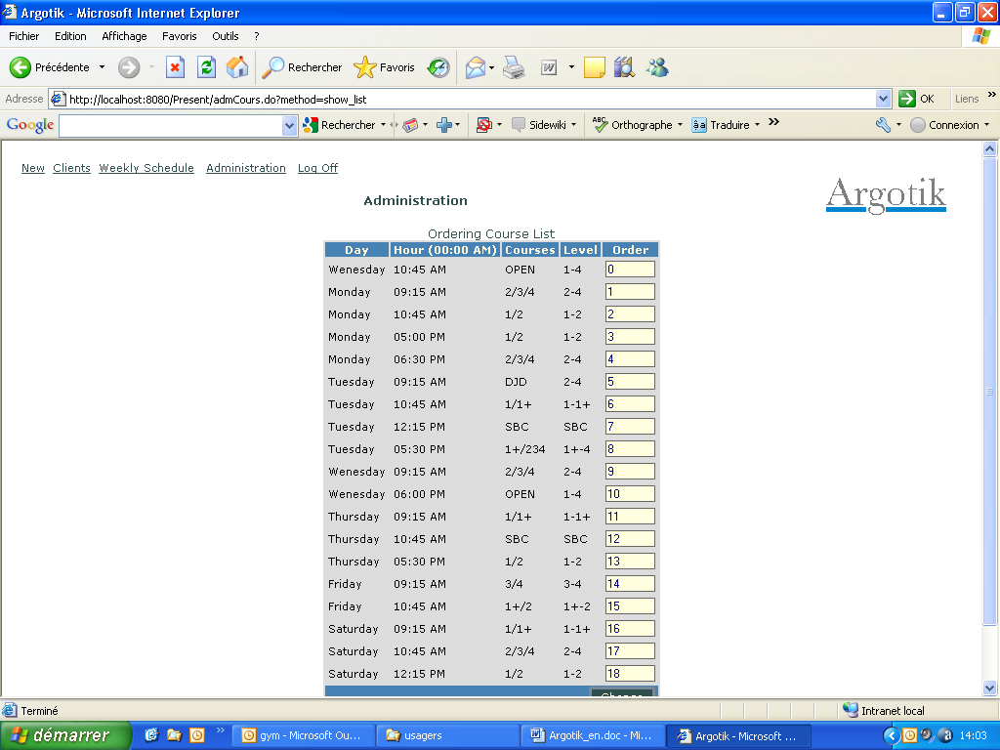 Argotik - Microsoft Internet Explorer
Fichier Edition Affichage Favoris Outils ?
Précédente Rechercher Favoris W
Adresse http://localhost:8080/Present/admCours.do?method=show_list OK Liens »
Google Rechercher Sidewiki ABC Orthographe āa Traduire » Connexion
New Clients Weekly Schedule Administration Log Off
Argotik
Administration
Ordering Course List
Day Hour (00:00 AM) Courses Level Order
Wenesday 10:45 AM OPEN 1-4 0
Monday 09:15 AM 2/3/4 2-4 1
Monday 10:45 AM 1/2 1-2 2
Monday 05:00 PM 1/2 1-2 3
Monday 06:30 PM 2/3/4 2-4 4
Tuesday 09:15 AM DJD 2-4 5
Tuesday 10:45 AM 1/1+ 1-1+ 6
Tuesday 12:15 PM SBC SBC 7
Tuesday 05:30 PM 1+/234 1+-4 8
Wenesday 09:15 AM 2/3/4 2-4 9
Wenesday 06:00 PM OPEN 1-4 10
Thursday 09:15 AM 1/1+ 1-1+ 11
Thursday 10:45 AM SBC SBC 12
Thursday 05:30 PM 1/2 1-2 13
Friday 09:15 AM 3/4 3-4 14
Friday 10:45 AM 1+/2 1+-2 15
Saturday 09:15 AM 1/1+ 1-1+ 16
Saturday 10:45 AM 2/3/4 2-4 17
Saturday 12:15 PM 1/2 1-2 18
Change
Terminé Intranet local
démarrer » gym - Microsoft Ou... usagers Argotik_en.doc - Mi... Argotik - Microsoft ... 14:03